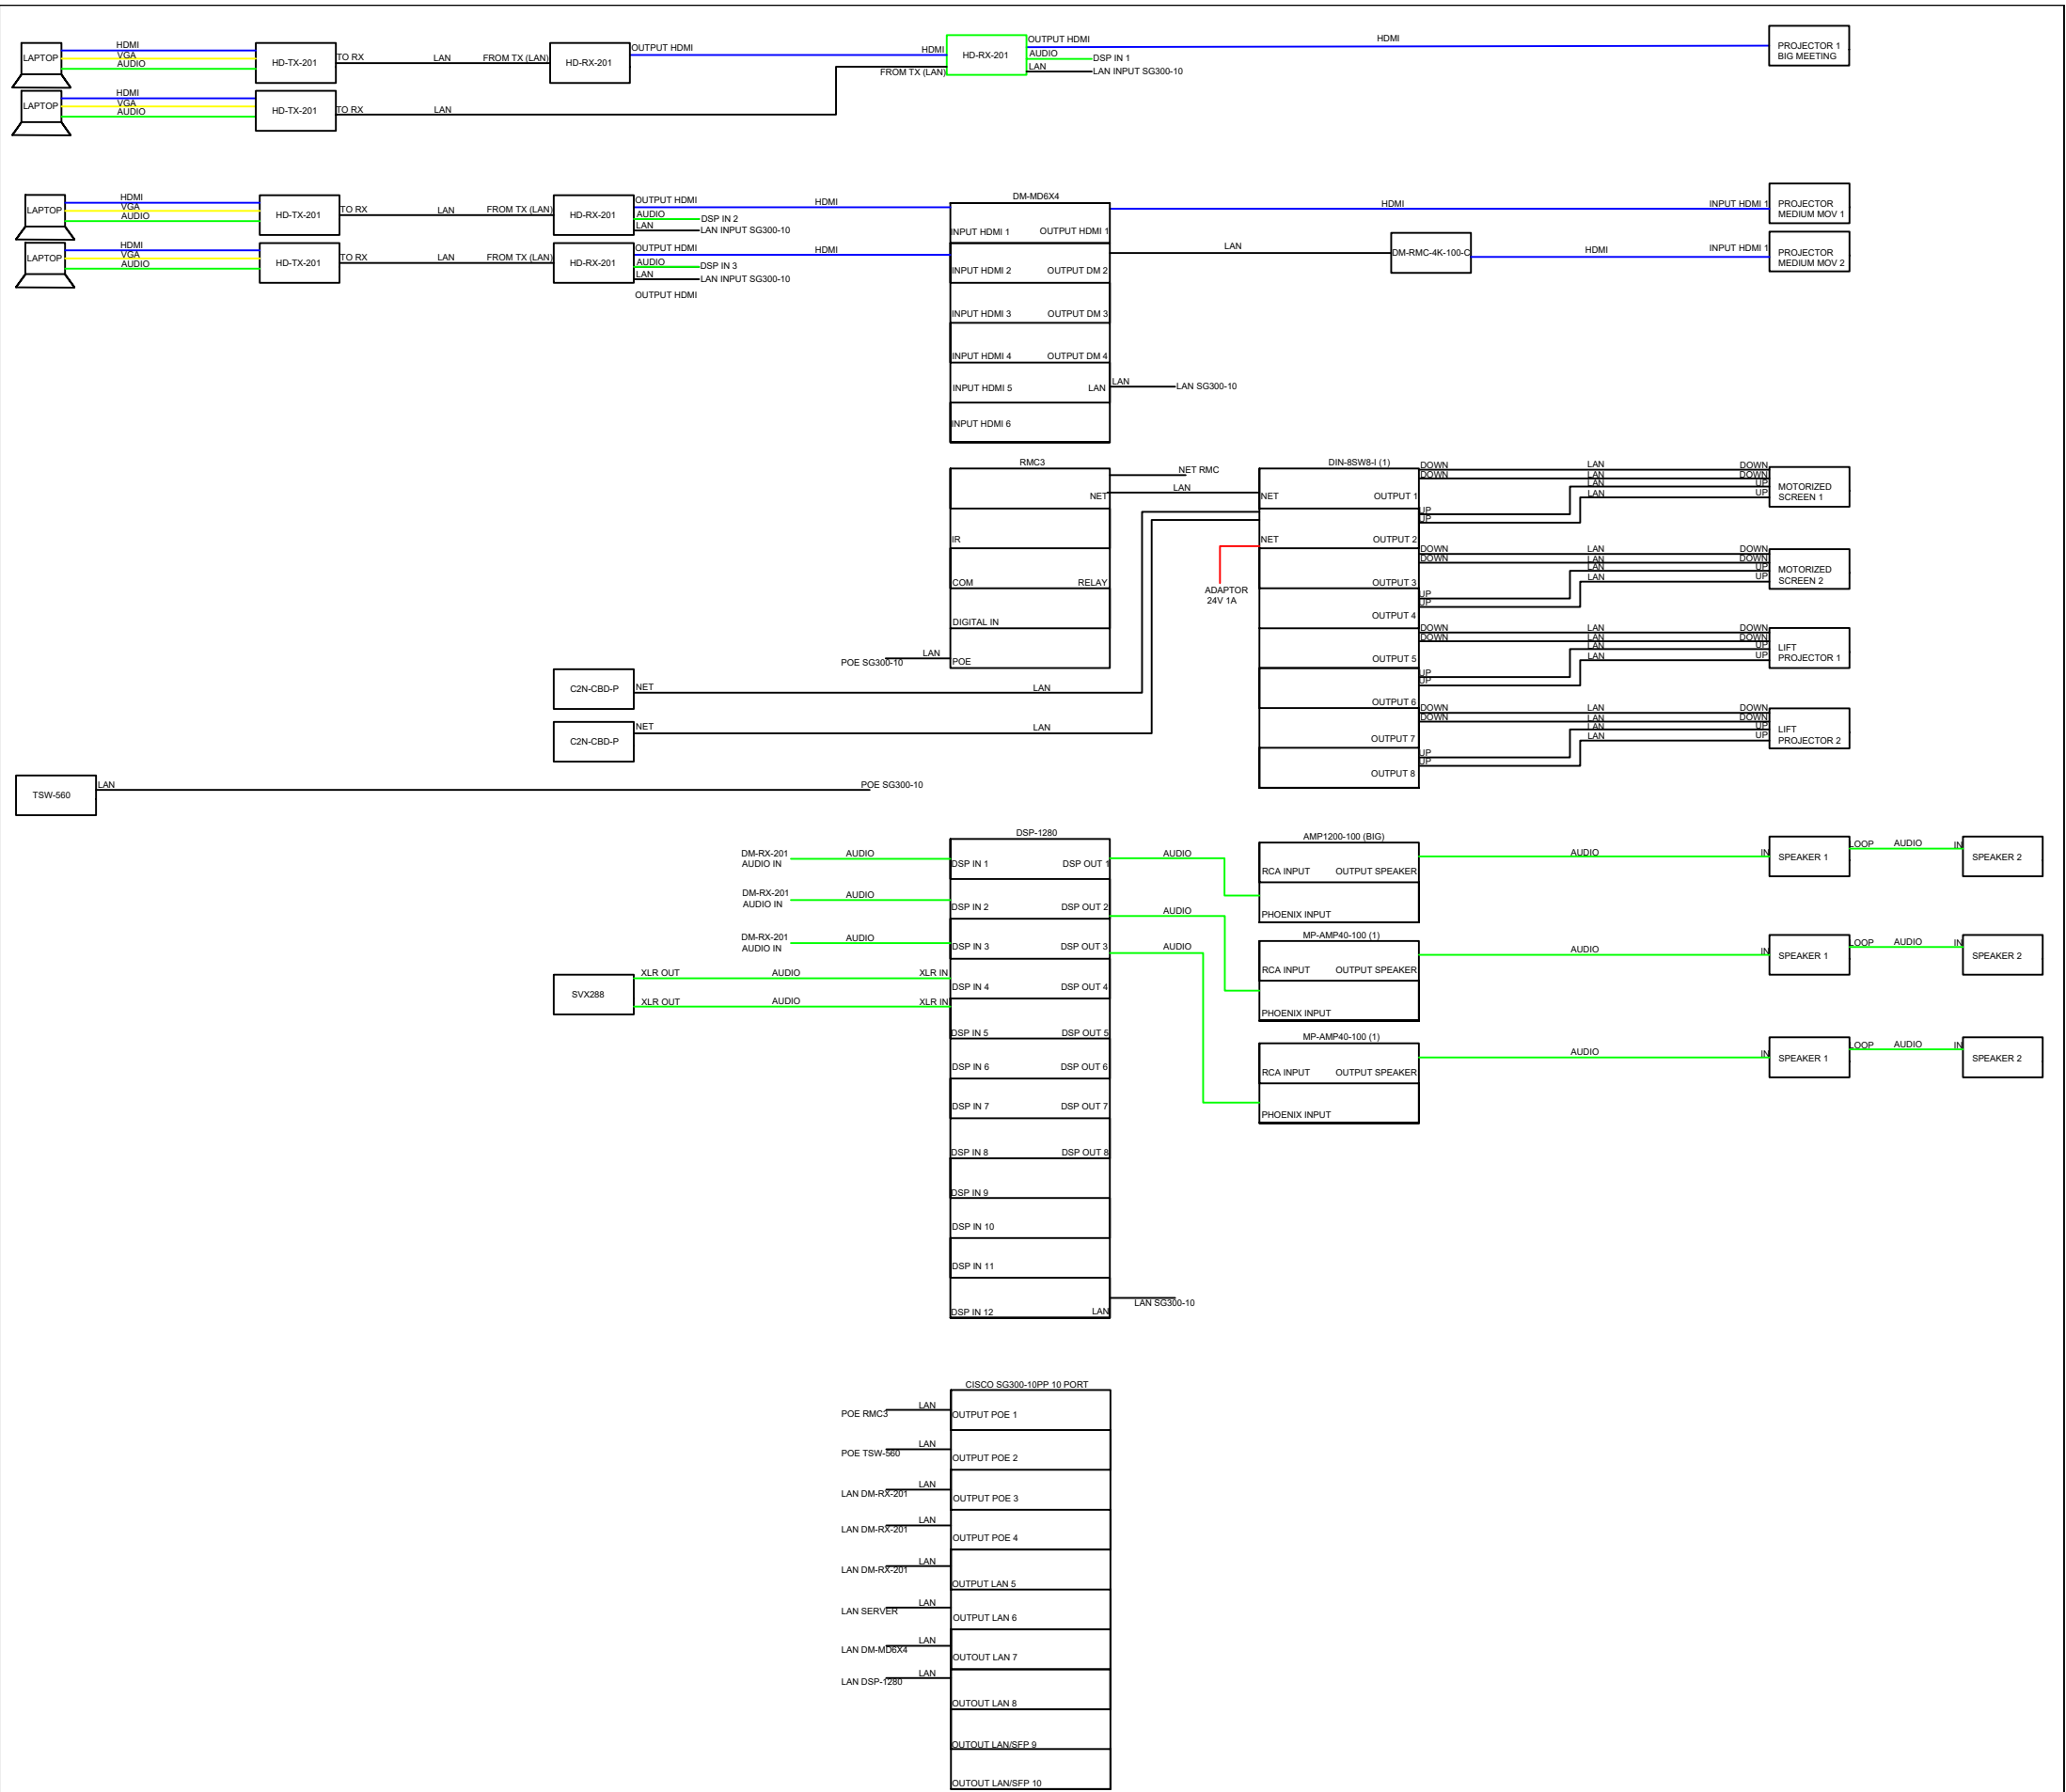 LAPTOP
HDMI
VGA
AUDIO
HD-TX-201
TO RX
LAN
FROM TX (LAN)
HD-RX-201
OUTPUT HDMI
HDMI
FROM TX (LAN)
HD-RX-201
OUTPUT HDMI
AUDIO
DSP IN 1
LAN
LAN INPUT SG300-10
HDMI
PROJECTOR 1
BIG MEETING
LAPTOP
HDMI
VGA
AUDIO
HD-TX-201
TO RX
LAN
LAPTOP
HDMI
VGA
AUDIO
HD-TX-201
TO RX
LAN
FROM TX (LAN)
HD-RX-201
OUTPUT HDMI
AUDIO
DSP IN 2
LAN
LAN INPUT SG300-10
HDMI
LAPTOP
HDMI
VGA
AUDIO
HD-TX-201
TO RX
LAN
FROM TX (LAN)
HD-RX-201
OUTPUT HDMI
AUDIO
DSP IN 3
LAN
LAN INPUT SG300-10
OUTPUT HDMI
HDMI
DM-MD6X4
INPUT HDMI 1
OUTPUT HDMI 1
INPUT HDMI 2
OUTPUT DM 2
INPUT HDMI 3
OUTPUT DM 3
INPUT HDMI 4
OUTPUT DM 4
INPUT HDMI 5
LAN
INPUT HDMI 6
LAN
LAN SG300-10
HDMI
INPUT HDMI 1
PROJECTOR
MEDIUM MOV 1
LAN
DM-RMC-4K-100-C
HDMI
INPUT HDMI 1
PROJECTOR
MEDIUM MOV 2
RMC3
NET
IR
COM
RELAY
DIGITAL IN
POE
NET RMC
LAN
LAN
POE SG300-10
C2N-CBD-P
NET
LAN
C2N-CBD-P
NET
LAN
TSW-560
LAN
POE SG300-10
ADAPTOR
24V 1A
DIN-8SW8-I (1)
NET
OUTPUT 1
NET
OUTPUT 2
OUTPUT 3
OUTPUT 4
OUTPUT 5
OUTPUT 6
OUTPUT 7
OUTPUT 8
DOWN
DOWN
UP
UP
LAN
LAN
LAN
LAN
DOWN
DOWN
UP
UP
MOTORIZED
SCREEN 1
DOWN
DOWN
UP
UP
LAN
LAN
LAN
LAN
DOWN
DOWN
UP
UP
MOTORIZED
SCREEN 2
DOWN
DOWN
UP
UP
LAN
LAN
LAN
LAN
DOWN
DOWN
UP
UP
LIFT
PROJECTOR 1
DOWN
DOWN
UP
UP
LAN
LAN
LAN
LAN
DOWN
DOWN
UP
UP
LIFT
PROJECTOR 2
DM-RX-201
AUDIO IN
AUDIO
DM-RX-201
AUDIO IN
AUDIO
DM-RX-201
AUDIO IN
AUDIO
SVX288
XLR OUT
AUDIO
XLR IN
XLR OUT
AUDIO
XLR IN
DSP-1280
DSP IN 1
DSP OUT 1
DSP IN 2
DSP OUT 2
DSP IN 3
DSP OUT 3
DSP IN 4
DSP OUT 4
DSP IN 5
DSP OUT 5
DSP IN 6
DSP OUT 6
DSP IN 7
DSP OUT 7
DSP IN 8
DSP OUT 8
DSP IN 9
DSP IN 10
DSP IN 11
DSP IN 12
LAN
LAN SG300-10
AUDIO
AUDIO
AUDIO
AMP1200-100 (BIG)
RCA INPUT
OUTPUT SPEAKER
PHOENIX INPUT
AUDIO
IN
SPEAKER 1
LOOP
AUDIO
IN
SPEAKER 2
MP-AMP40-100 (1)
RCA INPUT
OUTPUT SPEAKER
PHOENIX INPUT
AUDIO
IN
SPEAKER 1
LOOP
AUDIO
IN
SPEAKER 2
MP-AMP40-100 (1)
RCA INPUT
OUTPUT SPEAKER
PHOENIX INPUT
AUDIO
IN
SPEAKER 1
LOOP
AUDIO
IN
SPEAKER 2
CISCO SG300-10PP 10 PORT
POE RMC3
LAN
OUTPUT POE 1
POE TSW-560
LAN
OUTPUT POE 2
LAN DM-RX-201
LAN
OUTPUT POE 3
LAN DM-RX-201
LAN
OUTPUT POE 4
LAN DM-RX-201
LAN
OUTPUT LAN 5
LAN SERVER
LAN
OUTPUT LAN 6
LAN DM-MD6X4
LAN
OUTOUT LAN 7
LAN DSP-1280
LAN
OUTOUT LAN 8
OUTOUT LAN/SFP 9
OUTOUT LAN/SFP 10